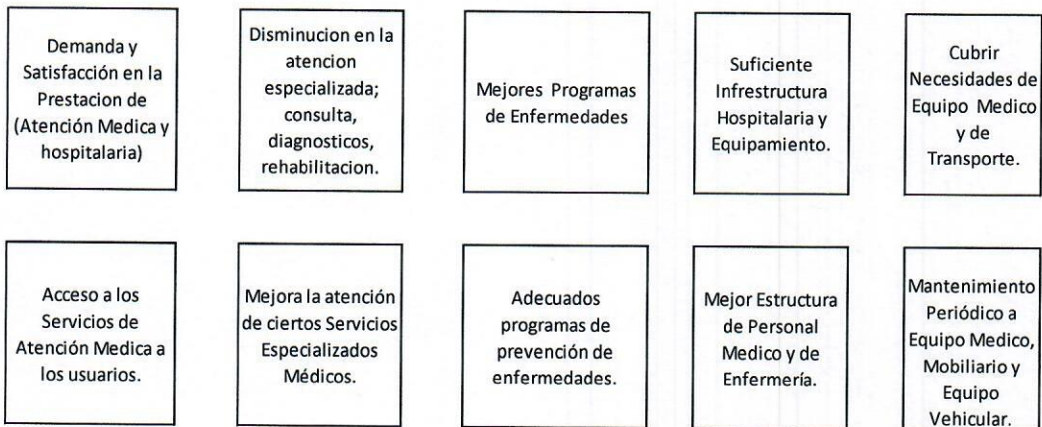 Demanda y
Satisfacción en la
Prestacion de
(Atención Medica y
hospitalaria)
Disminucion en la
atencion
especializada;
consulta,
diagnosticos,
rehabilitacion.
Mejores Programas
de Enfermedades
Suficiente
Infrestructura
Hospitalaria y
Equipamiento.
Cubrir
Necesidades de
Equipo Medico
y de
Transporte.
Acceso a los
Servicios de
Atención Medica a
los usuarios.
Mejora la atención
de ciertos Servicios
Especializados
Médicos.
Adecuados
programas de
prevención de
enfermedades.
Mejor Estructura
de Personal
Medico y de
Enfermería.
Mantenimiento
Periódico a
Equipo Medico,
Mobiliario y
Equipo
Vehicular.